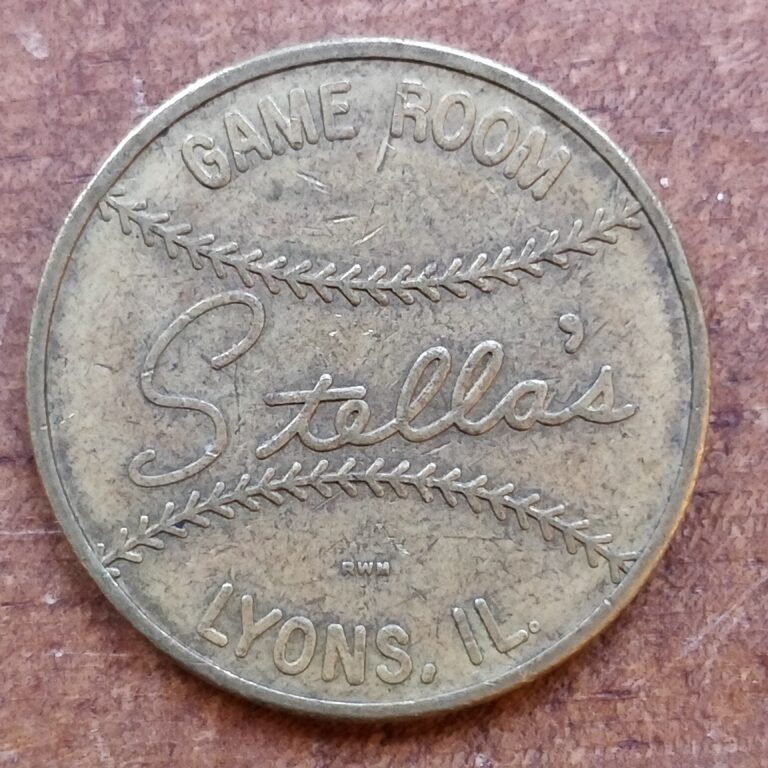 GAME ROOM
Stella's
RWM
LYONS, IL.